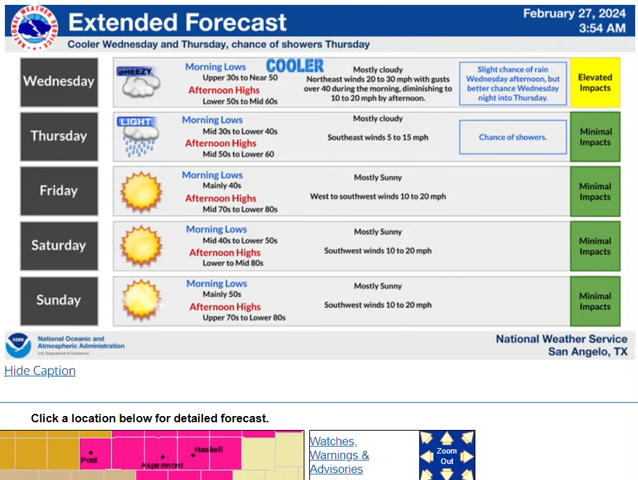 Extended Forecast
Cooler Wednesday and Thursday, chance of showers Thursday
February 27, 2024
3:54 AM
Wednesday
BREEZY
Morning Lows
Upper 30s to Near 50
Afternoon Highs
Lower 50s to Mid 60s
COOLER
Mostly cloudy
Northeast winds 20 to 30 mph with gusts
over 40 during the morning, diminishing to
10 to 20 mph by afternoon.
Slight chance of rain
Wednesday afternoon, but
better chance Wednesday
night into Thursday.
Elevated
Impacts
Thursday
LIGHT
Morning Lows
Mid 30s to Lower 40s
Afternoon Highs
Mid 50s to Lower 60
Mostly cloudy
Southeast winds 5 to 15 mph
Chance of showers.
Minimal
Impacts
Friday
Morning Lows
Mainly 40s
Afternoon Highs
Mid 70s to Lower 80s
Mostly Sunny
West to southwest winds 10 to 20 mph
Minimal
Impacts
Saturday
Morning Lows
Mid 40s to Lower 50s
Afternoon Highs
Lower to Mid 80s
Mostly Sunny
Southwest winds 10 to 20 mph
Minimal
Impacts
Sunday
Morning Lows
Mainly 50s
Afternoon Highs
Upper 70s to Lower 80s
Mostly Sunny
Southwest winds 10 to 20 mph
Minimal
Impacts
NOAA
National Oceanic and
Atmospheric Administration
U.S. Department of Commerce
National Weather Service
San Angelo, TX
Hide Caption
Click a location below for detailed forecast.
Post
Aspermont
Haskell
Watches,
Warnings &
Advisories
Zoom
Out